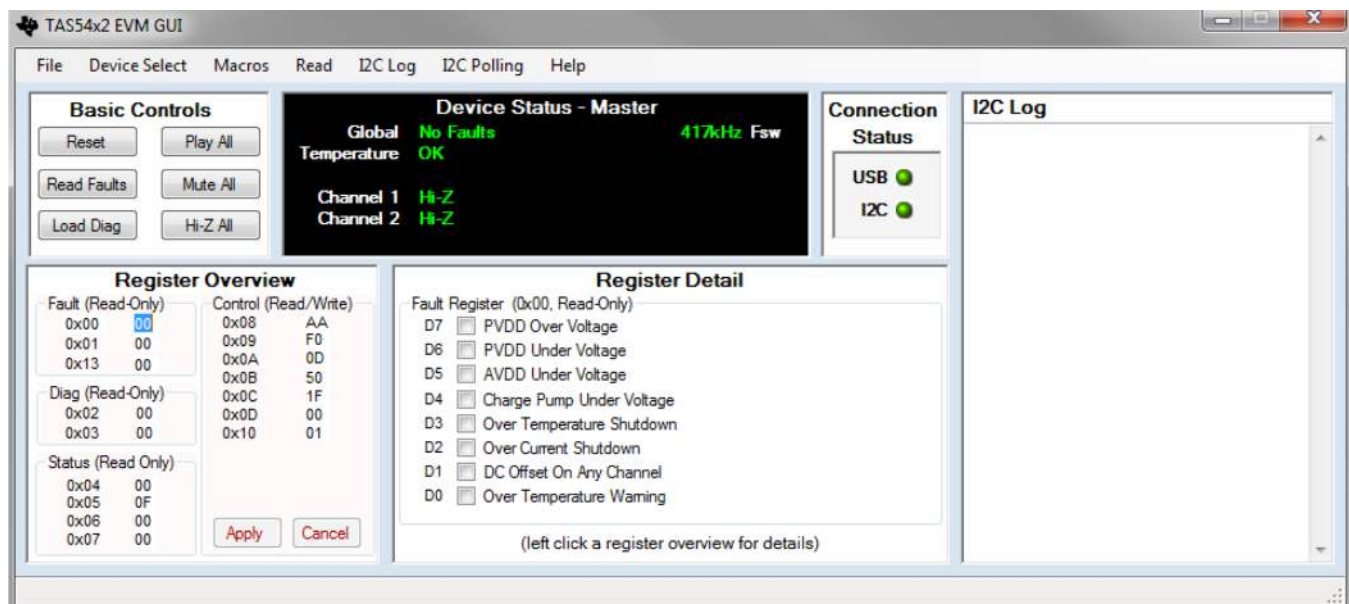 TAS54x2 EVM GUI
File Device Select Macros Read I2C Log I2C Polling Help
Basic Controls
Reset Play All
Read Faults Mute All
Load Diag Hi-Z All
Device Status - Master
Global No Faults 417kHz Fsw
Temperature OK
Channel 1 Hi-Z
Channel 2 Hi-Z
Connection
Status
USB
I2C
I2C Log
Register Overview
Fault (Read-Only)
0x00 00
0x01 00
0x13 00
Diag (Read-Only)
0x02 00
0x03 00
Status (Read Only)
0x04 00
0x05 0F
0x06 00
0x07 00
Control (Read/Write)
0x08 AA
0x09 F0
0x0A 0D
0x0B 50
0x0C 1F
0x0D 00
0x10 01
Apply Cancel
Register Detail
Fault Register (0x00, Read-Only)
D7 PVDD Over Voltage
D6 PVDD Under Voltage
D5 AVDD Under Voltage
D4 Charge Pump Under Voltage
D3 Over Temperature Shutdown
D2 Over Current Shutdown
D1 DC Offset On Any Channel
D0 Over Temperature Warning
(left click a register overview for details)